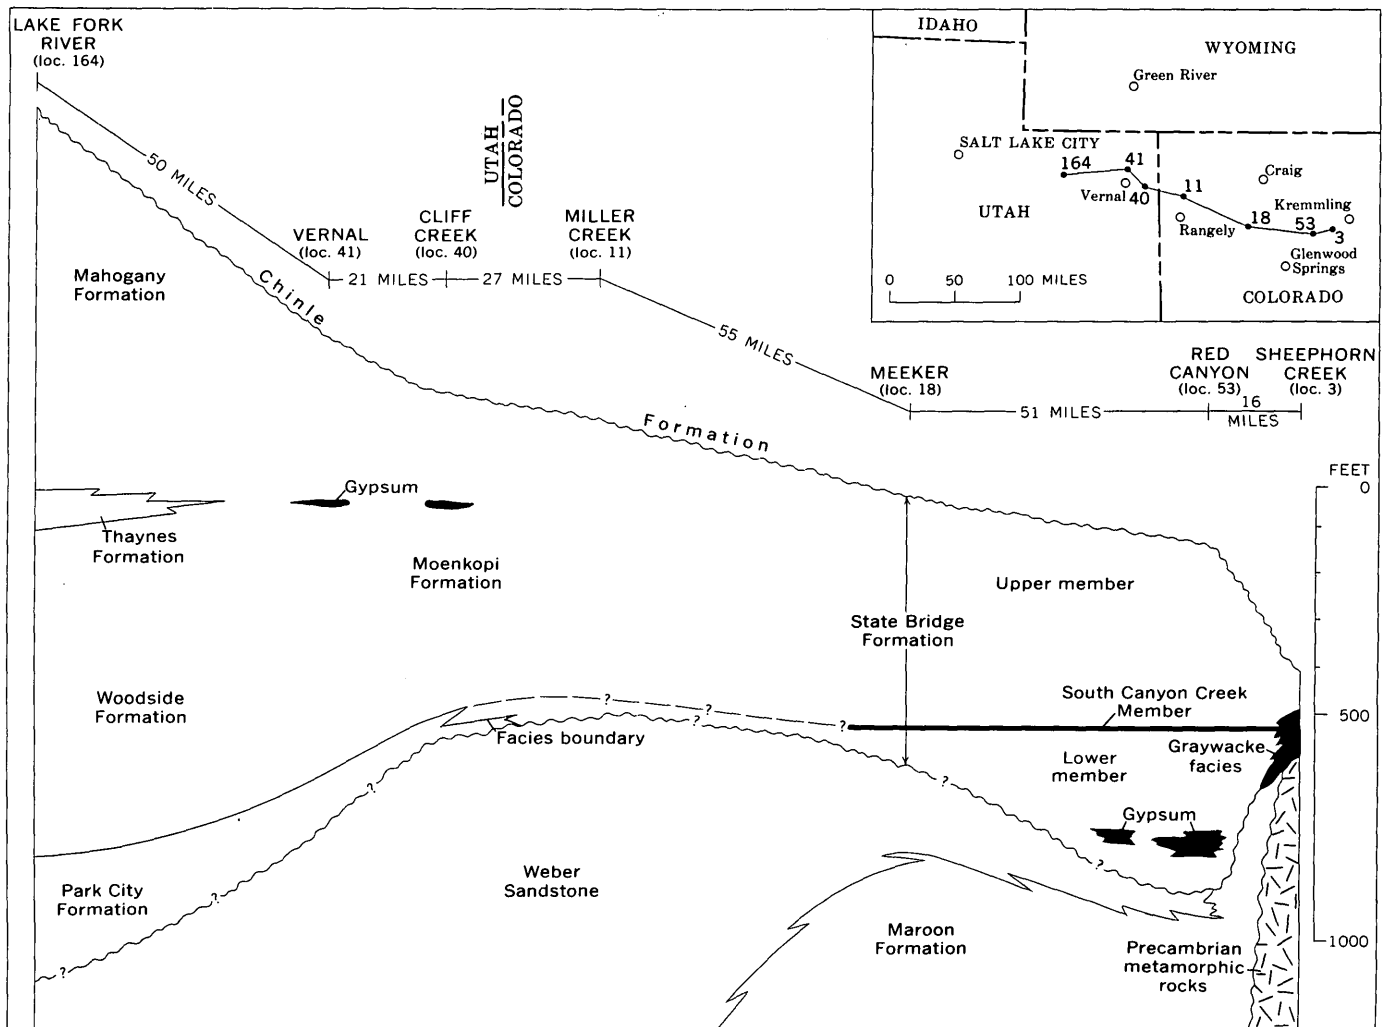 LAKE FORK
RIVER
(loc. 164)
50 MILES
UTAH
COLORADO
VERNAL
(loc. 41)
21 MILES
CLIFF
CREEK
(loc. 40)
27 MILES
MILLER
CREEK
(loc. 11)
55 MILES
MEEKER
(loc. 18)
51 MILES
RED
CANYON
(loc. 53)
16
MILES
SHEEPHORN
CREEK
(loc. 3)
IDAHO
WYOMING
Green River
SALT LAKE CITY
164
41
Vernal
40
11
Craig
UTAH
Rangely
18
53
Kremmling
3
Glenwood
Springs
0 50 100 MILES
COLORADO
Mahogany
Formation
Chinle
Formation
FEET
0
500
1000
Gypsum
Thaynes
Formation
Moenkopi
Formation
Upper member
State Bridge
Formation
Woodside
Formation
?
?
?
South Canyon Creek
Member
Facies boundary
?
Lower
member
Graywacke
facies
?
?
Gypsum
?
Park City
Formation
?
?
Weber
Sandstone
Maroon
Formation
Precambrian
metamorphic
rocks